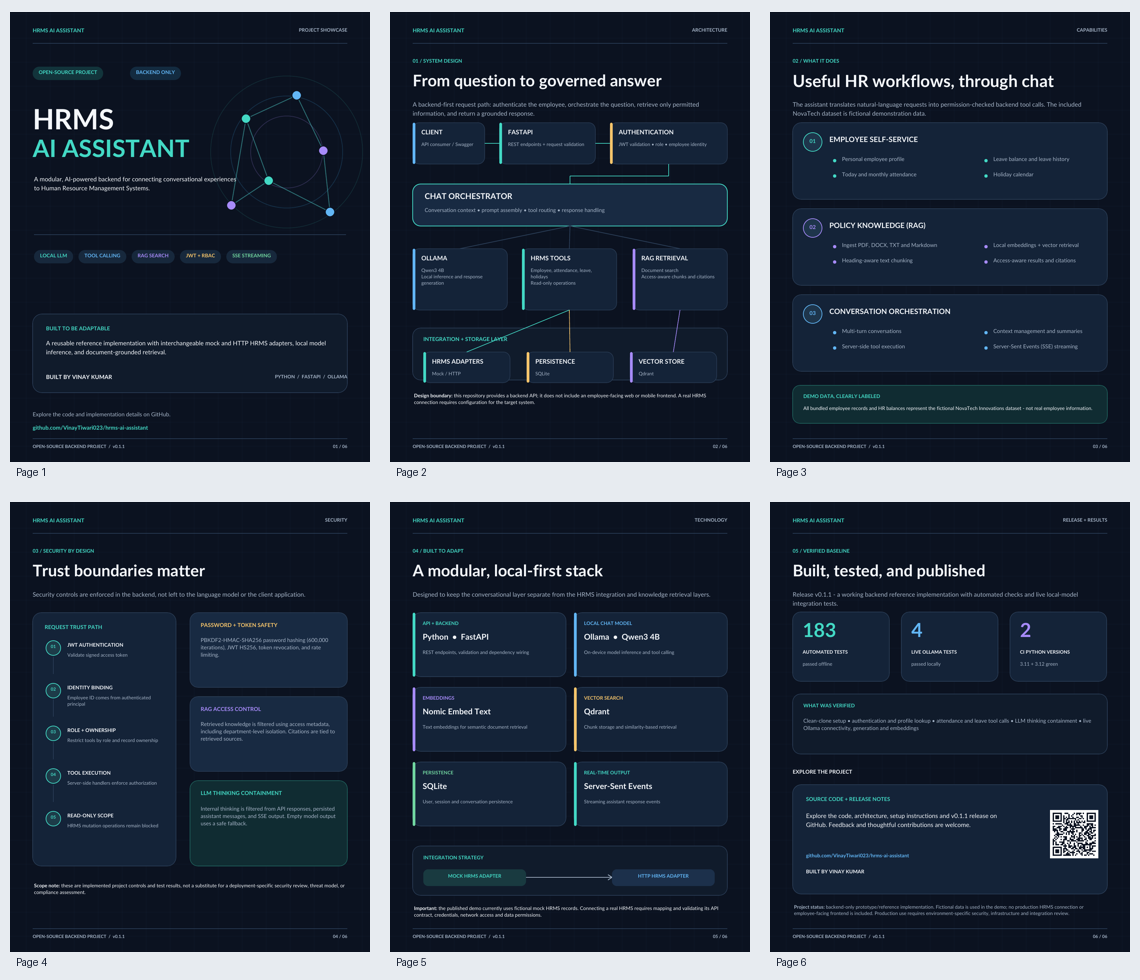 HRMS AI ASSISTANT
PROJECT SHOWCASE
OPEN-SOURCE PROJECT
BACKEND ONLY
HRMS
AI ASSISTANT
A modular, AI-powered backend for connecting conversational experiences
to Human Resource Management Systems.
LOCAL LLM
TOOL CALLING
RAG SEARCH
JWT + RBAC
SSE STREAMING
BUILT TO BE ADAPTABLE
A reusable reference implementation with interchangeable mock and HTTP HRMS adapters, local model
inference, and document-grounded retrieval.
BUILT BY VINAY KUMAR
PYTHON / FASTAPI / OLLAMA
Explore the code and implementation details on GitHub.
github.com/VinayTiwari023/hrms-ai-assistant
OPEN-SOURCE BACKEND PROJECT / v0.1.1
01 / 06
Page 1
HRMS AI ASSISTANT
ARCHITECTURE
01 / SYSTEM DESIGN
From question to governed answer
A backend-first request path: authenticate the employee, orchestrate the question, retrieve only permitted
information, and return a grounded response.
CLIENT
API consumer / Swagger
FASTAPI
REST endpoints + request validation
AUTHENTICATION
JWT validation • role • employee identity
CHAT ORCHESTRATOR
Conversation context • prompt assembly • tool routing • response handling
OLLAMA
Qwen3 4B
Local inference and response
generation
HRMS TOOLS
Employee, attendance, leave,
holidays
Read-only operations
RAG RETRIEVAL
Document search
Access-aware chunks and citations
INTEGRATION + STORAGE LAYER
HRMS ADAPTERS
Mock / HTTP
PERSISTENCE
SQLite
VECTOR STORE
Qdrant
Design boundary: this repository provides a backend API, it does not include an employee-facing web or mobile frontend. A real HRMS
connection requires configuration for the target system.
OPEN-SOURCE BACKEND PROJECT / v0.1.1
02 / 06
Page 2
HRMS AI ASSISTANT
CAPABILITIES
02 / WHAT IT DOES
Useful HR workflows, through chat
The assistant translates natural-language requests into permission-checked backend tool calls. The included
NovaTech dataset is fictional demonstration data.
01
EMPLOYEE SELF-SERVICE
Personal employee profile
Leave balance and leave history
Today and monthly attendance
Holiday calendar
02
POLICY KNOWLEDGE (RAG)
Ingest PDF, DOCX, TXT and Markdown
Local embeddings + vector retrieval
Heading-aware text chunking
Access-aware results and citations
03
CONVERSATION ORCHESTRATION
Multi-turn conversations
Context management and summaries
Server-side tool execution
Server-Sent Events (SSE) streaming
DEMO DATA, CLEARLY LABELED
All bundled employee records and HR balances represent the fictional NovaTech Innovations dataset - not real employee information.
OPEN-SOURCE BACKEND PROJECT / v0.1.1
03 / 06
Page 3
HRMS AI ASSISTANT
SECURITY
03 / SECURITY BY DESIGN
Trust boundaries matter
Security controls are enforced in the backend, not left to the language model or the client application.
REQUEST TRUST PATH
01
JWT AUTHENTICATION
Validate signed access token
02
IDENTITY BINDING
Employee ID comes from authenticated
principal
03
ROLE + OWNERSHIP
Restrict tools by role and record ownership
04
TOOL EXECUTION
Server-side handlers enforce authorization
05
READ-ONLY SCOPE
HRMS mutation operations remain blocked
PASSWORD + TOKEN SAFETY
PBKDF2-HMAC-SHA256 password hashing (600,000
iterations), JWT HS256, token revocation, and rate
limiting.
RAG ACCESS CONTROL
Retrieved knowledge is filtered using access metadata,
including department-level isolation. Citations are tied to
retrieved sources.
LLM THINKING CONTAINMENT
Internal thinking is filtered from API responses, persisted
assistant messages, and SSE output. Empty model output
uses a safe fallback.
Scope note: these are implemented project controls and test results, not a substitute for a deployment-specific security review, threat model, or
compliance assessment.
OPEN-SOURCE BACKEND PROJECT / v0.1.1
04 / 06
Page 4
HRMS AI ASSISTANT
TECHNOLOGY
04 / BUILT TO ADAPT
A modular, local-first stack
Designed to keep the conversational layer separate from the HRMS integration and knowledge retrieval layers.
API + BACKEND
Python • FastAPI
REST endpoints, validation and dependency wiring
LOCAL CHAT MODEL
Ollama • Qwen3 4B
On-device model inference and tool calling
EMBEDDINGS
Nomic Embed Text
Text embeddings for semantic document retrieval
VECTOR SEARCH
Qdrant
Chunk storage and similarity-based retrieval
PERSISTENCE
SQLite
User, session and conversation persistence
REAL-TIME OUTPUT
Server-Sent Events
Streaming assistant response events
INTEGRATION STRATEGY
MOCK HRMS ADAPTER
HTTP HRMS ADAPTER
Important: the published demo currently uses fictional mock HRMS records. Connecting a real HRMS requires mapping and validating its API
contract, credentials, network access and data permissions.
OPEN-SOURCE BACKEND PROJECT / v0.1.1
05 / 06
Page 5
HRMS AI ASSISTANT
RELEASE + RESULTS
05 / VERIFIED BASELINE
Built, tested, and published
Release v0.1.1 - a working backend reference implementation with automated checks and live local-model
integration tests.
183
AUTOMATED TESTS
passed offline
4
LIVE OLLAMA TESTS
passed locally
2
CI PYTHON VERSIONS
3.11 + 3.12 green
WHAT WAS VERIFIED
Clean-clone setup • authentication and profile lookup • attendance and leave tool calls • LLM thinking containment • live
Ollama connectivity, generation and embeddings
EXPLORE THE PROJECT
SOURCE CODE + RELEASE NOTES
Explore the code, architecture, setup instructions and v0.1.1 release on
GitHub. Feedback and thoughtful contributions are welcome.
github.com/VinayTiwari023/hrms-ai-assistant
BUILT BY VINAY KUMAR
Project status: backend-only prototype/reference implementation. Fictional data is used in the demo; no production HRMS connection or
employee-facing frontend is included. Production use requires environment-specific security, infrastructure and integration review.
OPEN-SOURCE BACKEND PROJECT / v0.1.1
06 / 06
Page 6